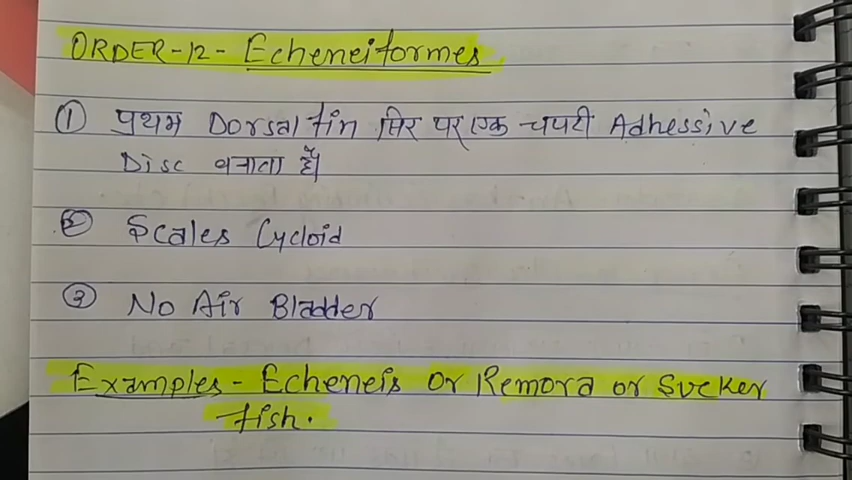 ORDER-12- Echeneiformes.
① प्रथम Dorsal fin सिर पर एक चपटी Adhessive
Disc बनाता है।
② Scales Cycloid
③ No Air Bladder
Examples - Echeneis Or Remora or Sucker
fish.